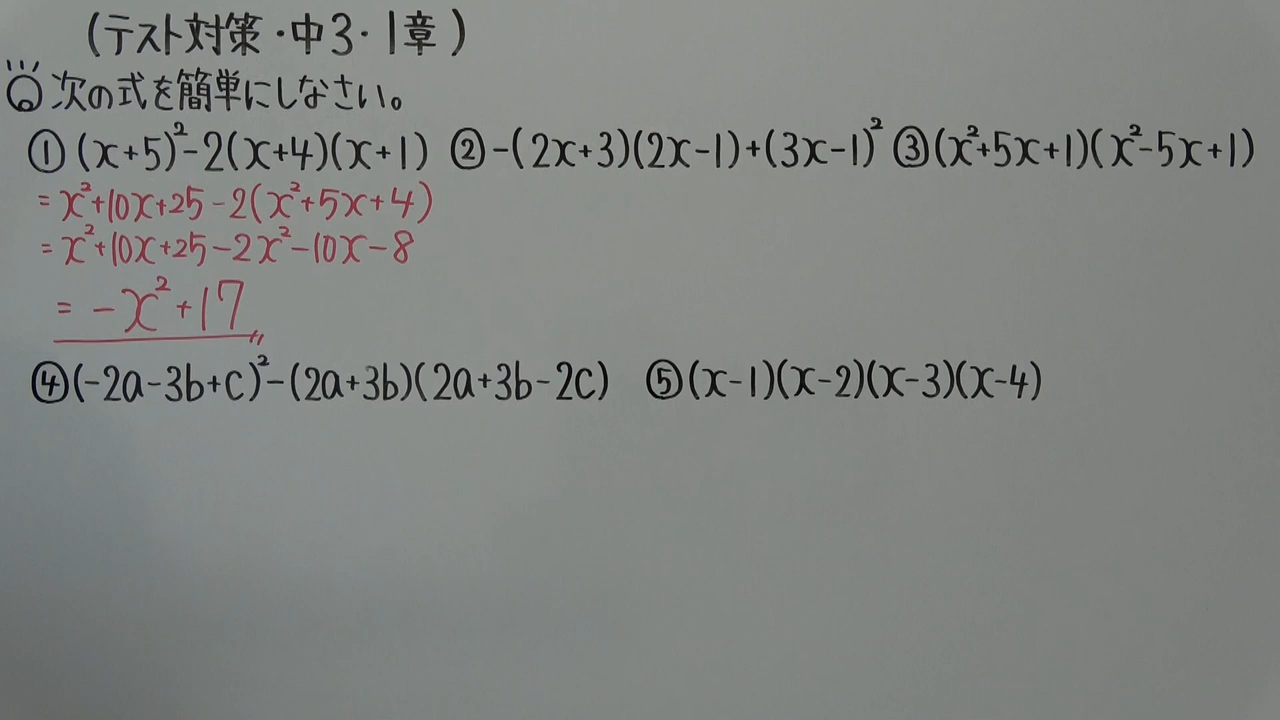 (テスト対策・中3・1章)
次の式を簡単にしなさい。
①(x+5)²-2(x+4)(x+1) ②-(2x+3)(2x-1)+(3x-1)² ③(x²+5x+1)(x²-5x+1)
=x²+10x+25-2(x²+5x+4)
=x²+10x+25-2x²-10x-8
=-x²+17
④(-2a-3b+c)²-(2a+3b)(2a+3b-2c) ⑤(x-1)(x-2)(x-3)(x-4)